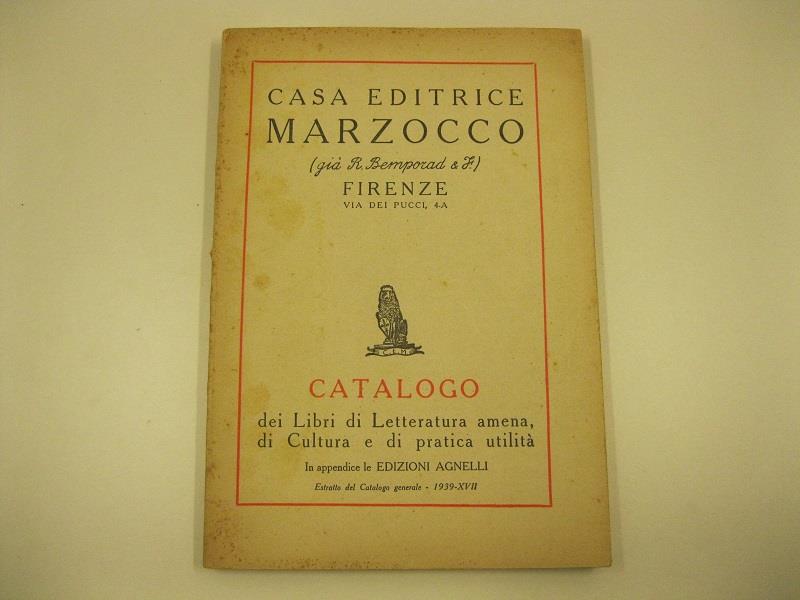 CASA EDITRICE
MARZOCCO
(già R. Bemporad & F.)
FIRENZE
VIA DEI PUCCI, 4-A
C.E.M.
CATALOGO
dei Libri di Letteratura amena,
di Cultura e di pratica utilità
In appendice le EDIZIONI AGNELLI
Estratto del Catalogo generale - 1939-XVII